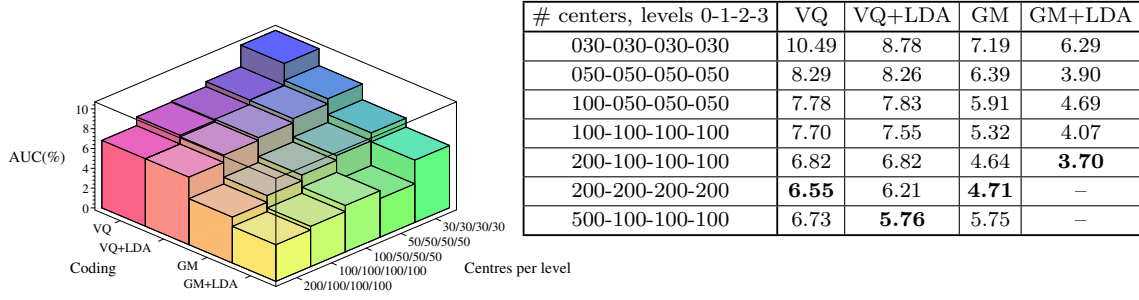 10
8
6
4
2
0
AUC(%)
VQ
VQ+LDA
GM
GM+LDA
Coding
30/30/30/30
50/50/50/50
100/50/50/50
100/100/100/100
200/100/100/100
Centres per level
# centers, levels 0-1-2-3 VQ VQ+LDA GM GM+LDA
030-030-030-030 10.49 8.78 7.19 6.29
050-050-050-050 8.29 8.26 6.39 3.90
100-050-050-050 7.78 7.83 5.91 4.69
100-100-100-100 7.70 7.55 5.32 4.07
200-100-100-100 6.82 6.82 4.64 3.70
200-200-200-200 6.55 6.21 4.71 –
500-100-100-100 6.73 5.76 5.75 –